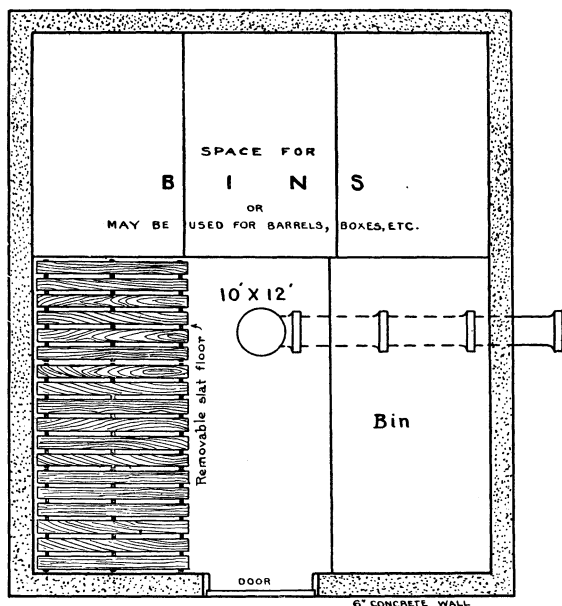 SPACE FOR
BINS
OR
MAY BE USED FOR BARRELS, BOXES, ETC.
10' X 12'
Removable slat floor
Bin
DOOR
6" CONCRETE WALL